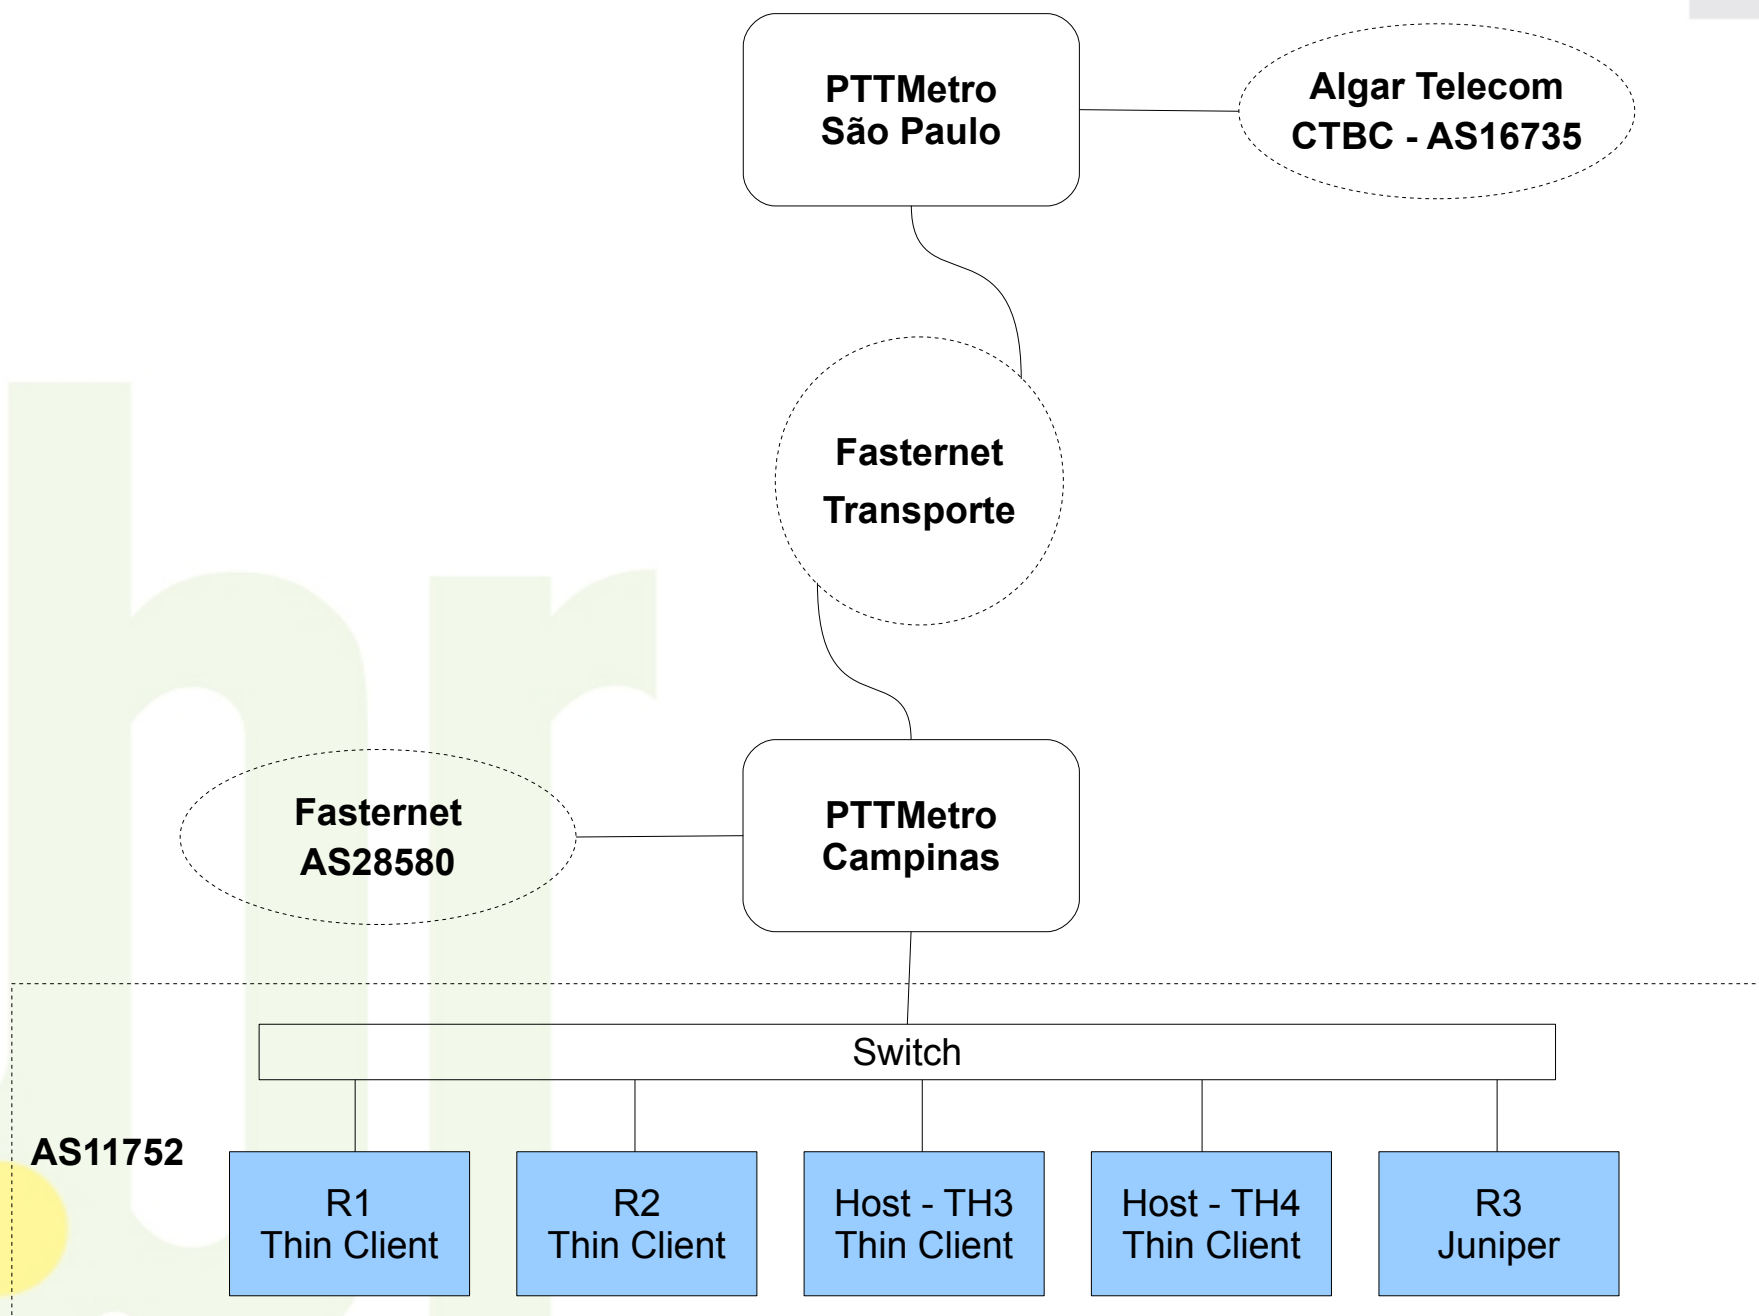 PTTMetro
São Paulo
Algar Telecom
CTBC - AS16735
Fasternet
Transporte
Fasternet
AS28580
PTTMetro
Campinas
Switch
AS11752
R1
Thin Client
R2
Thin Client
Host - TH3
Thin Client
Host - TH4
Thin Client
R3
Juniper